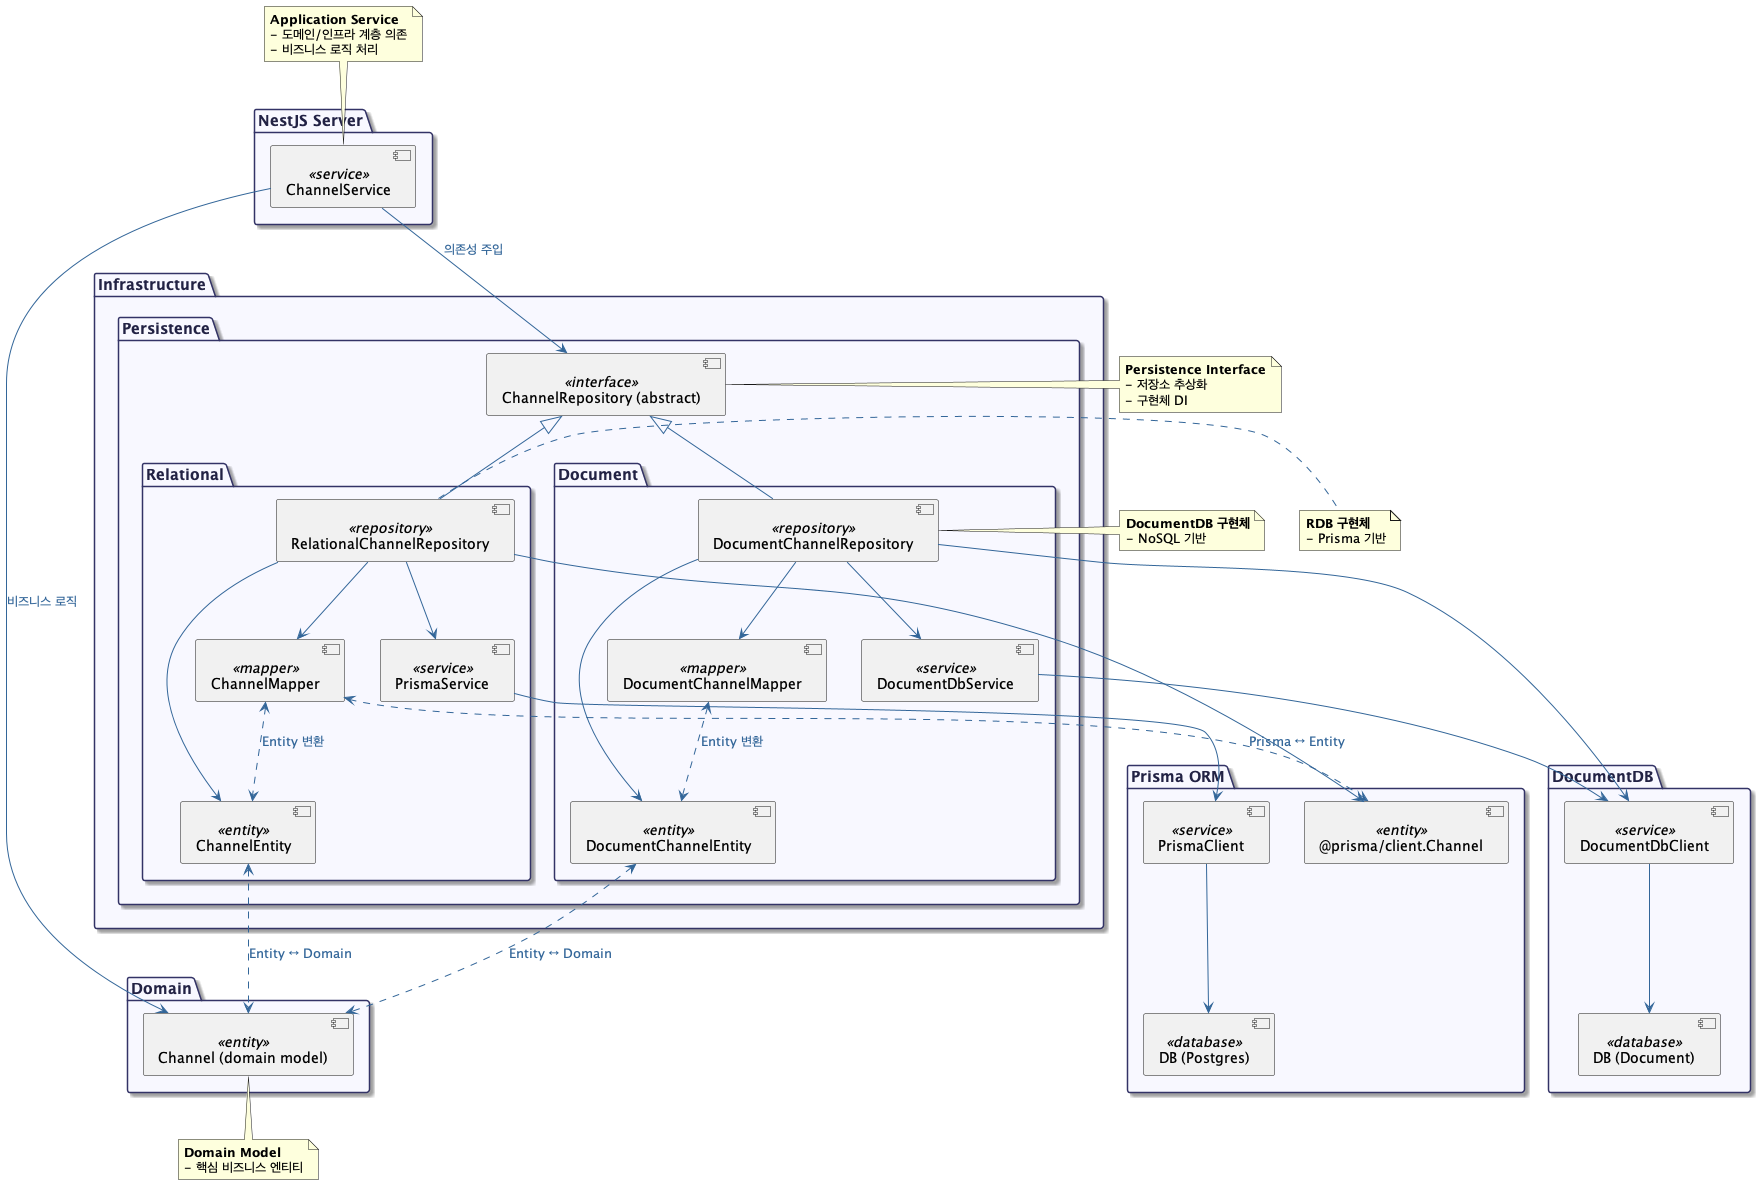 Application Service
- 도메인/인프라 계층 의존
- 비즈니스 로직 처리
NestJS Server
«service»
ChannelService
의존성 주입
비즈니스 로직
Infrastructure
Persistence
«interface»
ChannelRepository (abstract)
Persistence Interface
- 저장소 추상화
- 구현체 DI
Relational
«repository»
RelationalChannelRepository
Document
«repository»
DocumentChannelRepository
DocumentDB 구현체
- NoSQL 기반
RDB 구현체
- Prisma 기반
«mapper»
ChannelMapper
«service»
PrismaService
«mapper»
DocumentChannelMapper
«service»
DocumentDbService
Entity 변환
Entity 변환
Prisma ↔ Entity
«entity»
ChannelEntity
«entity»
DocumentChannelEntity
Prisma ORM
«service»
PrismaClient
«entity»
@prisma/client.Channel
DocumentDB
«service»
DocumentDbClient
Entity ↔ Domain
Entity ↔ Domain
Domain
«entity»
Channel (domain model)
«database»
DB (Postgres)
«database»
DB (Document)
Domain Model
- 핵심 비즈니스 엔티티